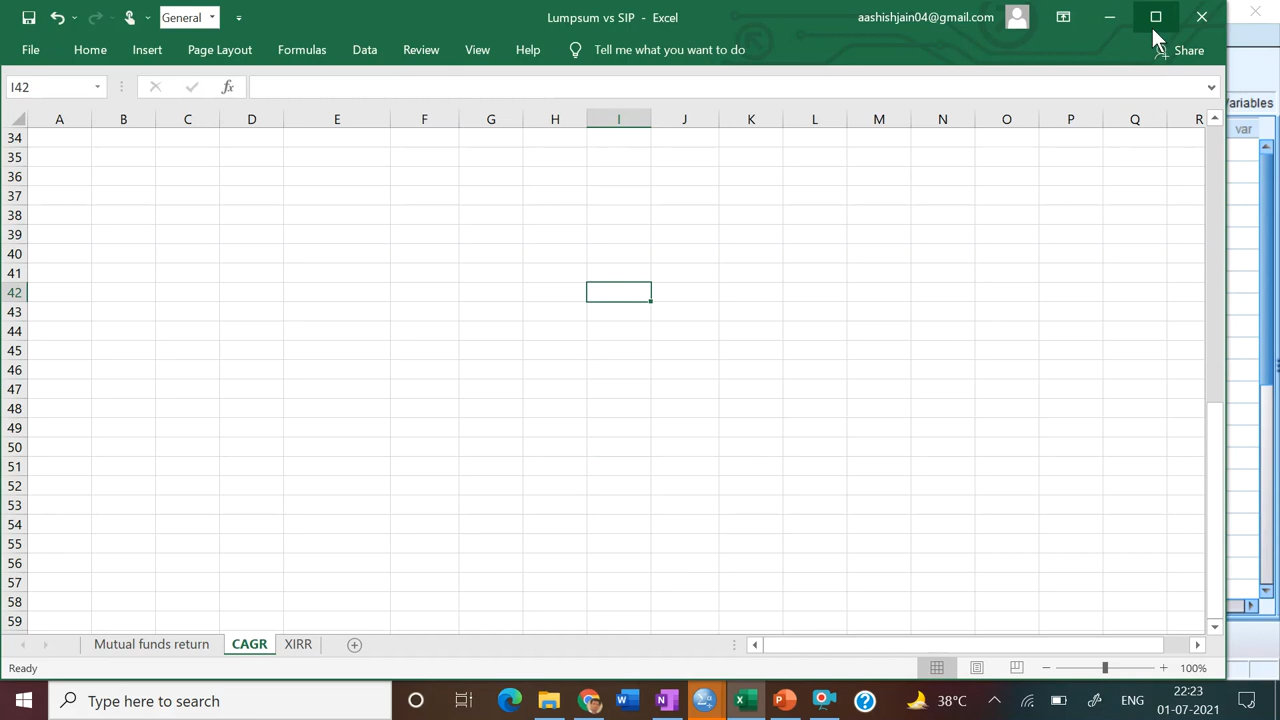 General
Lumpsum vs SIP - Excel
aashishjain04@gmail.com
File Home Insert Page Layout Formulas Data Review View Help Tell me what you want to do Share
I42 fx
Variables
A B C D E F G H I J K L M N O P Q R
var
34
35
36
37
38
39
40
41
42
43
44
45
46
47
48
49
50
51
52
53
54
55
56
57
58
59
Mutual funds return CAGR XIRR
Ready 100%
Type here to search 38°C ENG 22:23
01-07-2021